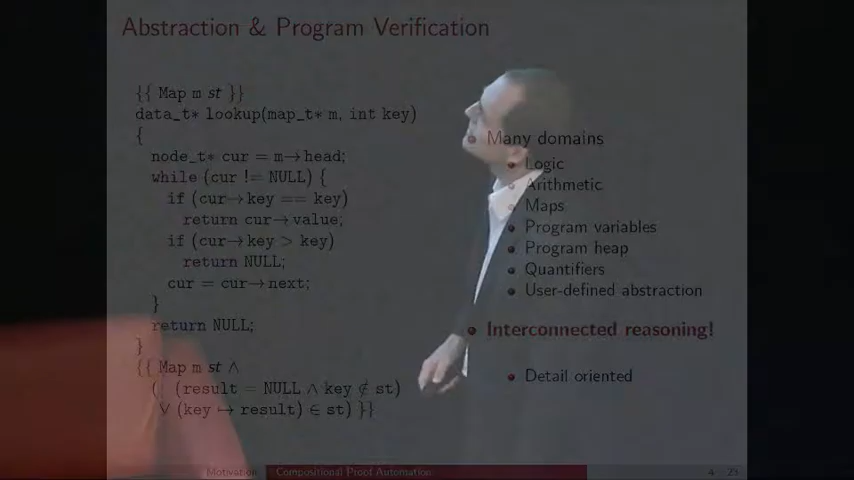 Abstraction & Program Verification
{{ Map m st }}
data_t* lookup(map_t* m, int key)
{
node_t* cur = m→head;
while (cur != NULL) {
if (cur→key == key)
return cur→value;
if (cur→key > key)
return NULL;
cur = cur→next;
}
return NULL;
}
{{ Map m st ∧
( (result = NULL ∧ key ∉ st)
∨ (key ↦ result) ∈ st) }}
Many domains
Logic
Arithmetic
Maps
Program variables
Program heap
Quantifiers
User-defined abstraction
Interconnected reasoning!
Detail oriented
Motivation Compositional Proof Automation